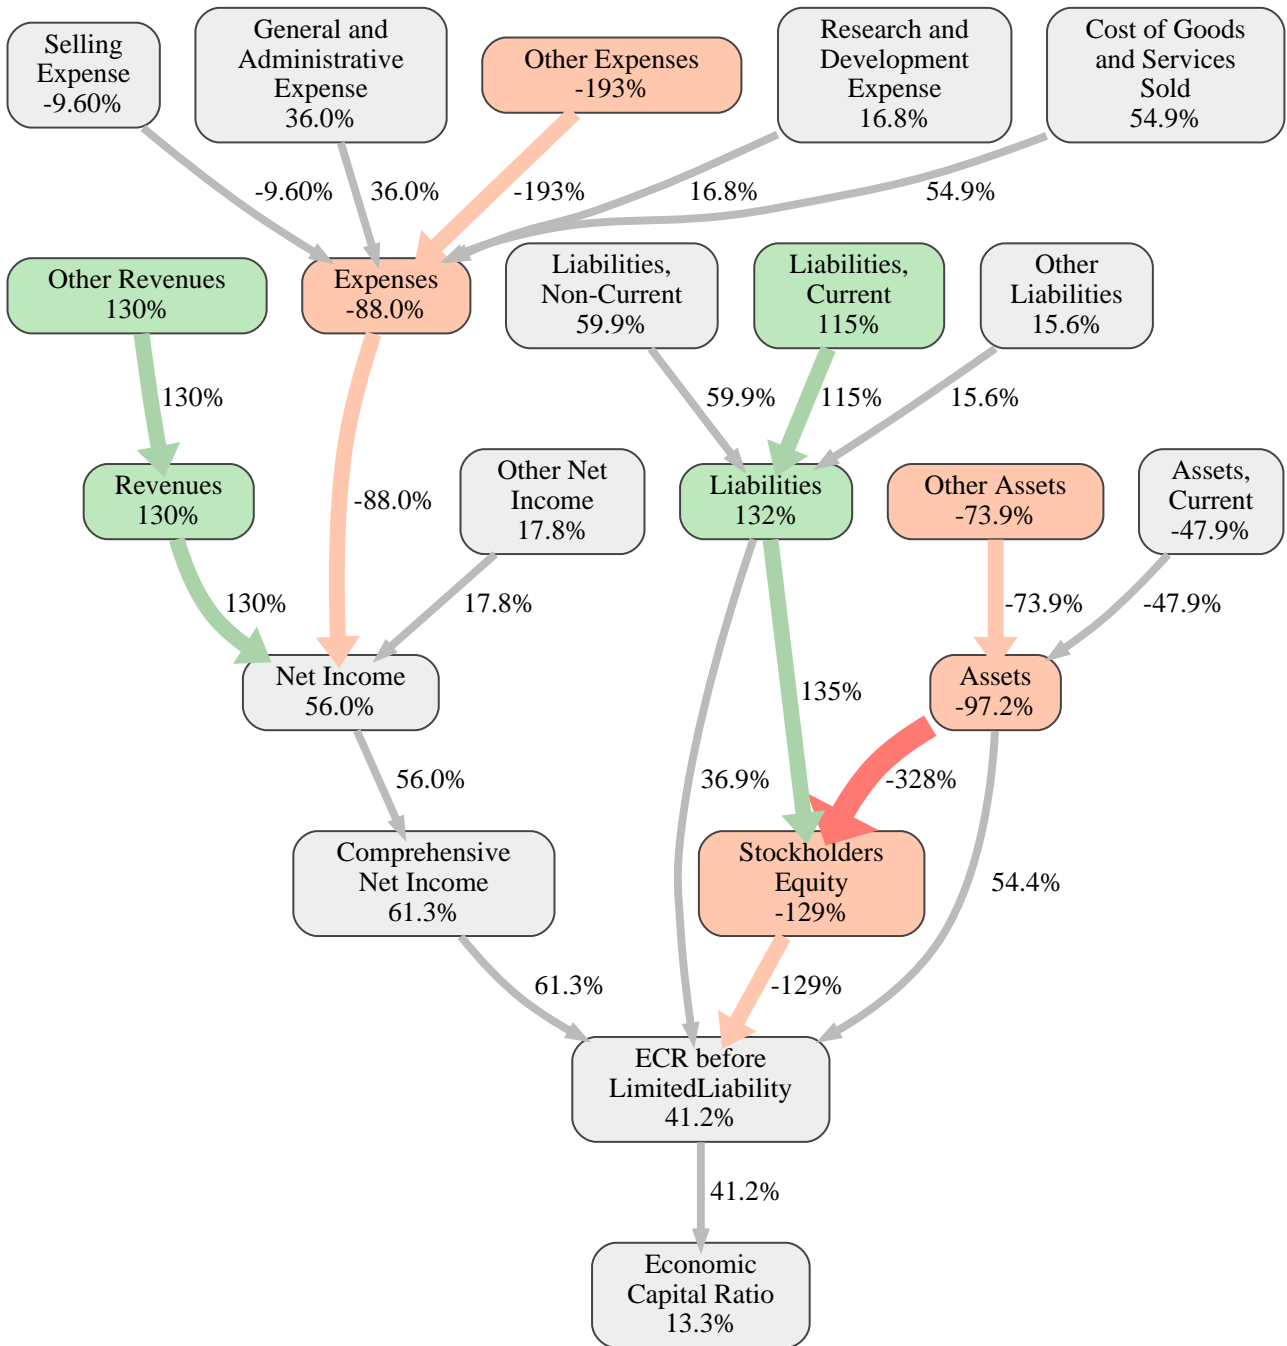 Selling
Expense
-9.60%
General and
Administrative
Expense
36.0%
Other Expenses
-193%
Research and
Development
Expense
16.8%
Cost of Goods
and Services
Sold
54.9%
-9.60%
36.0%
-193%
16.8%
54.9%
Other Revenues
130%
Expenses
-88.0%
Liabilities,
Non-Current
59.9%
Liabilities,
Current
115%
Other
Liabilities
15.6%
130%
-88.0%
59.9%
115%
15.6%
Revenues
130%
Other Net
Income
17.8%
Liabilities
132%
Other Assets
-73.9%
Assets,
Current
-47.9%
130%
17.8%
-73.9%
-47.9%
Net Income
56.0%
135%
Assets
-97.2%
56.0%
36.9%
-328%
Comprehensive
Net Income
61.3%
Stockholders
Equity
-129%
54.4%
61.3%
-129%
ECR before
LimitedLiability
41.2%
41.2%
Economic
Capital Ratio
13.3%